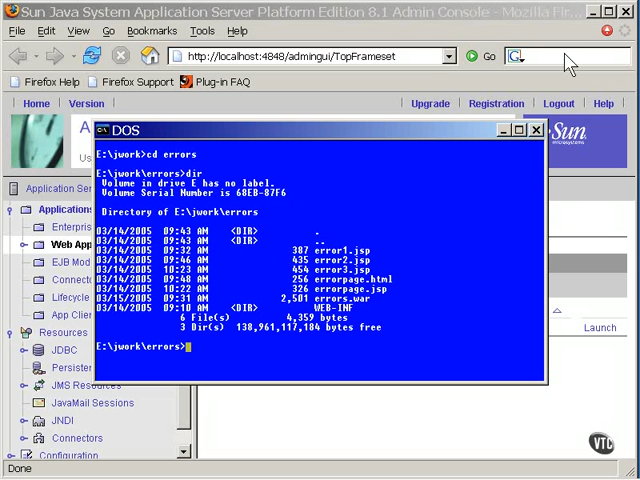 Sun Java System Application Server Platform Edition 8.1 Admin Console - Mozilla Fir...
File Edit View Go Bookmarks Tools Help
http://localhost:4848/admingui/TopFrameset Go G
Firefox Help Firefox Support Plug-in FAQ
Home Version Upgrade Registration Logout Help
A
Us
Sun
microsystems
DOS
E:\jwork>cd errors
E:\jwork\errors>dir
Volume in drive E has no label.
Volume Serial Number is 68EB-87F6
Directory of E:\jwork\errors
03/14/2005 09:43 AM <DIR> .
03/14/2005 09:43 AM <DIR> ..
03/14/2005 09:32 AM 387 error1.jsp
03/14/2005 09:46 AM 435 error2.jsp
03/14/2005 10:23 AM 454 error3.jsp
03/14/2005 09:48 AM 256 errorpage.html
03/14/2005 10:22 AM 326 errorpage.jsp
03/15/2005 09:31 AM 2,501 errors.war
03/14/2005 09:10 AM <DIR> WEB-INF
6 File(s) 4,359 bytes
3 Dir(s) 138,961,117,184 bytes free
E:\jwork\errors>
Application Ser
Applications
Enterpris
Web App
EJB Mod
Connecto
Lifecycle
App Clier
Resources
JDBC
Persister
JMS Resources
JavaMail Sessions
JNDI
Connectors
Configuration
Launch
VTC
Done